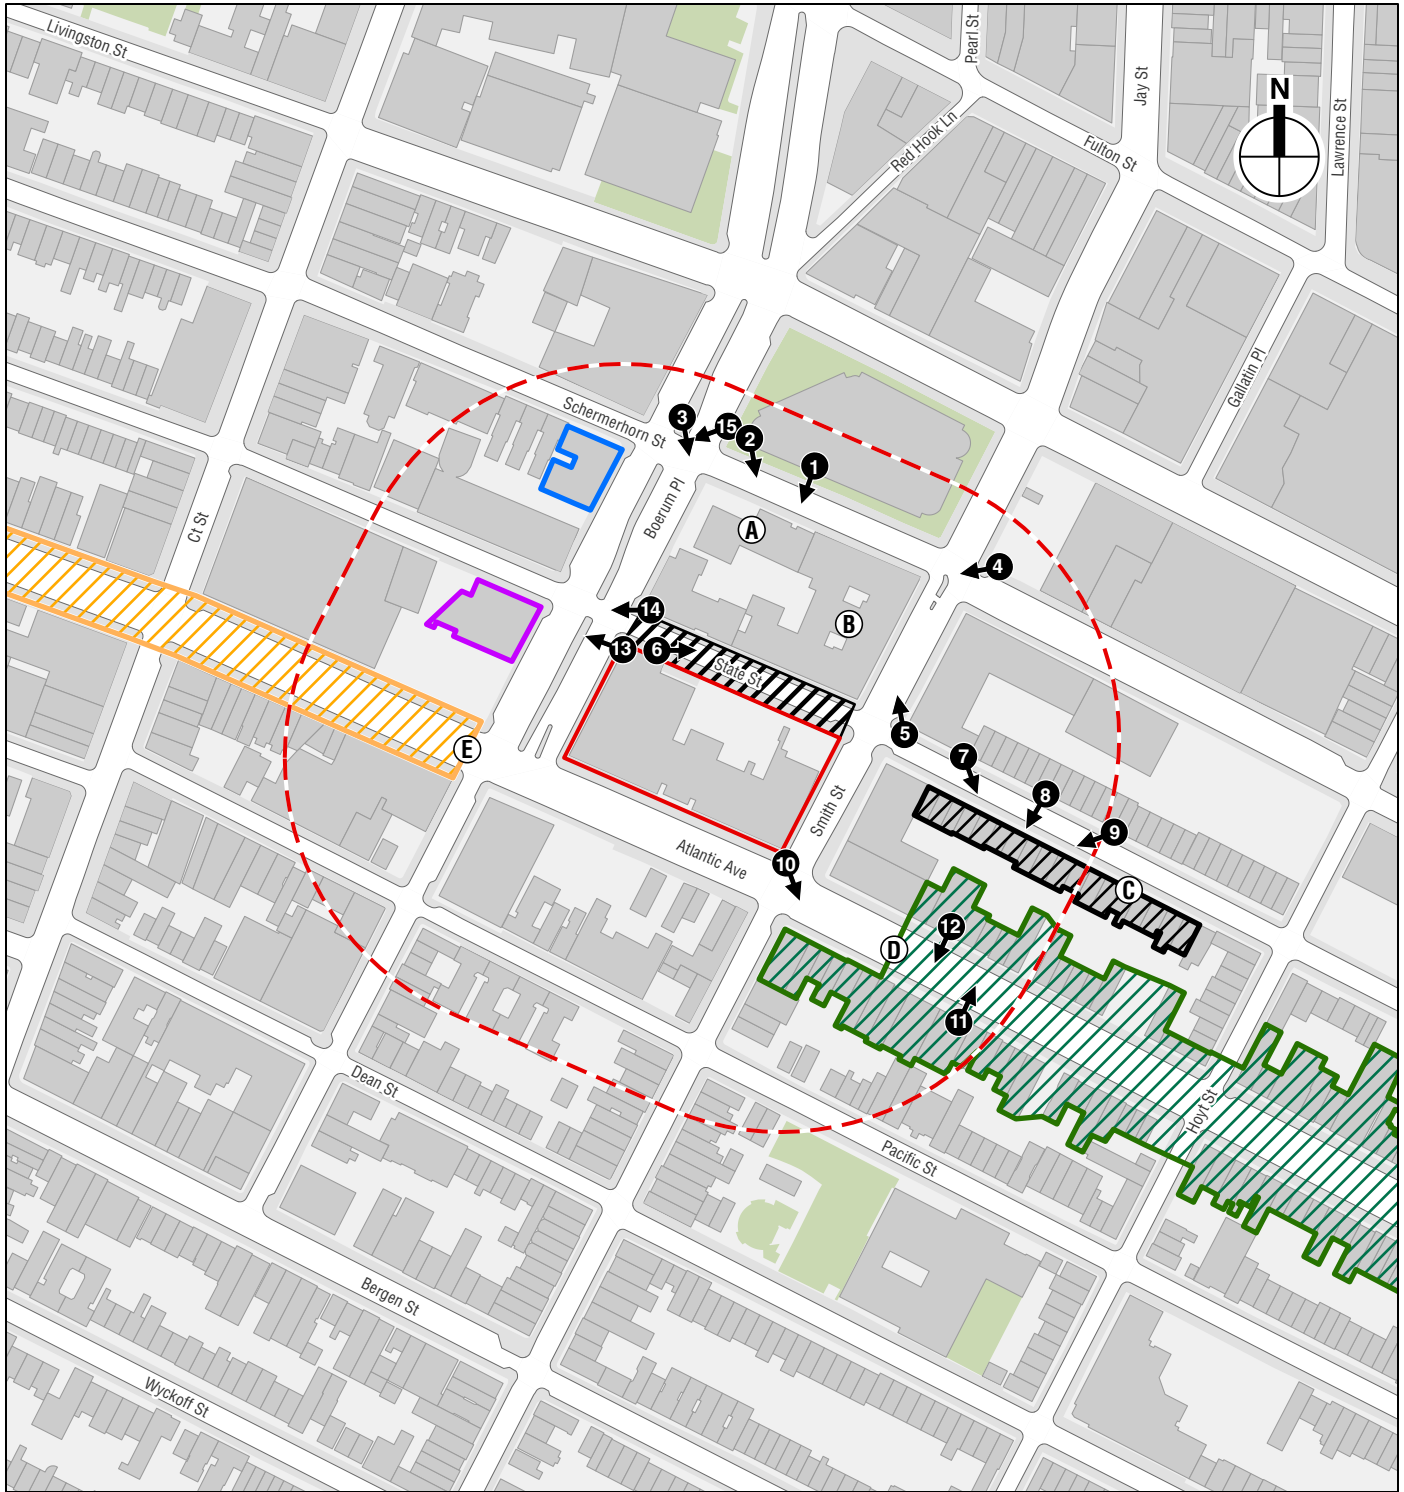 Livingston St
Pearl St
Jay St
Lawrence St
N
Red Hook Ln
Fulton St
Gallatin Pl
Schermerhorn St
3
15
2
1
Boerum Pl
A
Ct St
4
B
14
13
6
State St
5
E
7
8
9
Smith St
10
Atlantic Ave
C
12
D
11
Dean St
Hoyt St
Pacific St
Bergen St
Wyckoff St